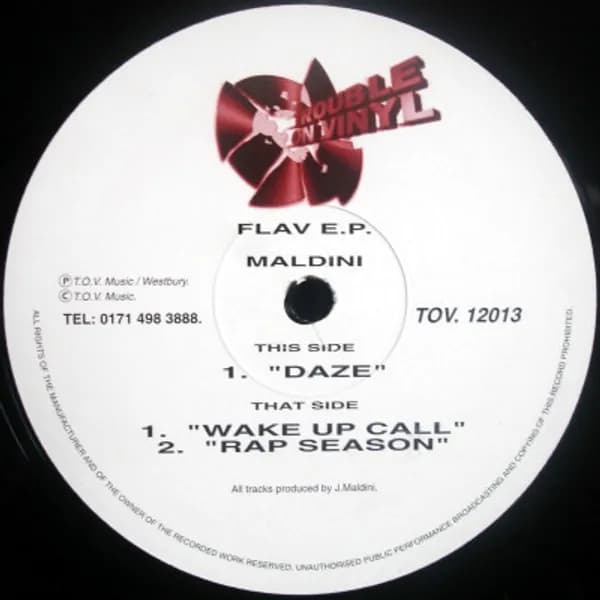 TROUBLE
ON VINYL
FLAV E.P.
MALDINI
Ⓟ T.O.V. Music / Westbury.
© T.O.V. Music.
TEL: 0171 498 3888.
TOV. 12013
THIS SIDE
1. "DAZE"
THAT SIDE
1. "WAKE UP CALL"
2. "RAP SEASON"
All tracks produced by J.Maldini.
ALL RIGHTS OF THE MANUFACTURER AND OF THE OWNER OF THE RECORDED WORK RESERVED. UNAUTHORISED PUBLIC PERFORMANCE BROADCASTING AND COPYING OF THIS RECORD PROHIBITED.